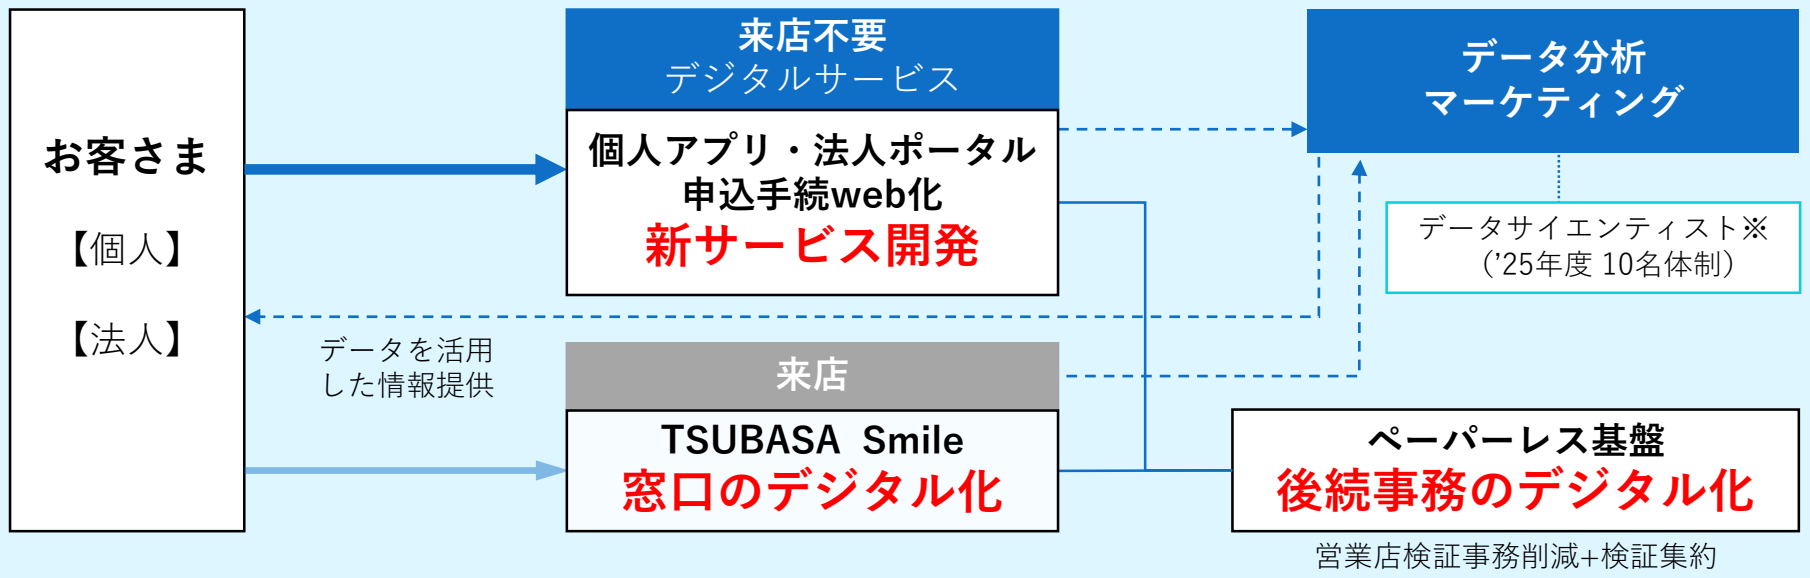 お客さま
【個人】
【法人】
来店不要
デジタルサービス
個人アプリ・法人ポータル
申込手続web化
新サービス開発
データ分析
マーケティング
データサイエンティスト※
（’25年度 10名体制）
データを活用
した情報提供
来店
TSUBASA Smile
窓口のデジタル化
ペーパーレス基盤
後続事務のデジタル化
営業店検証事務削減+検証集約